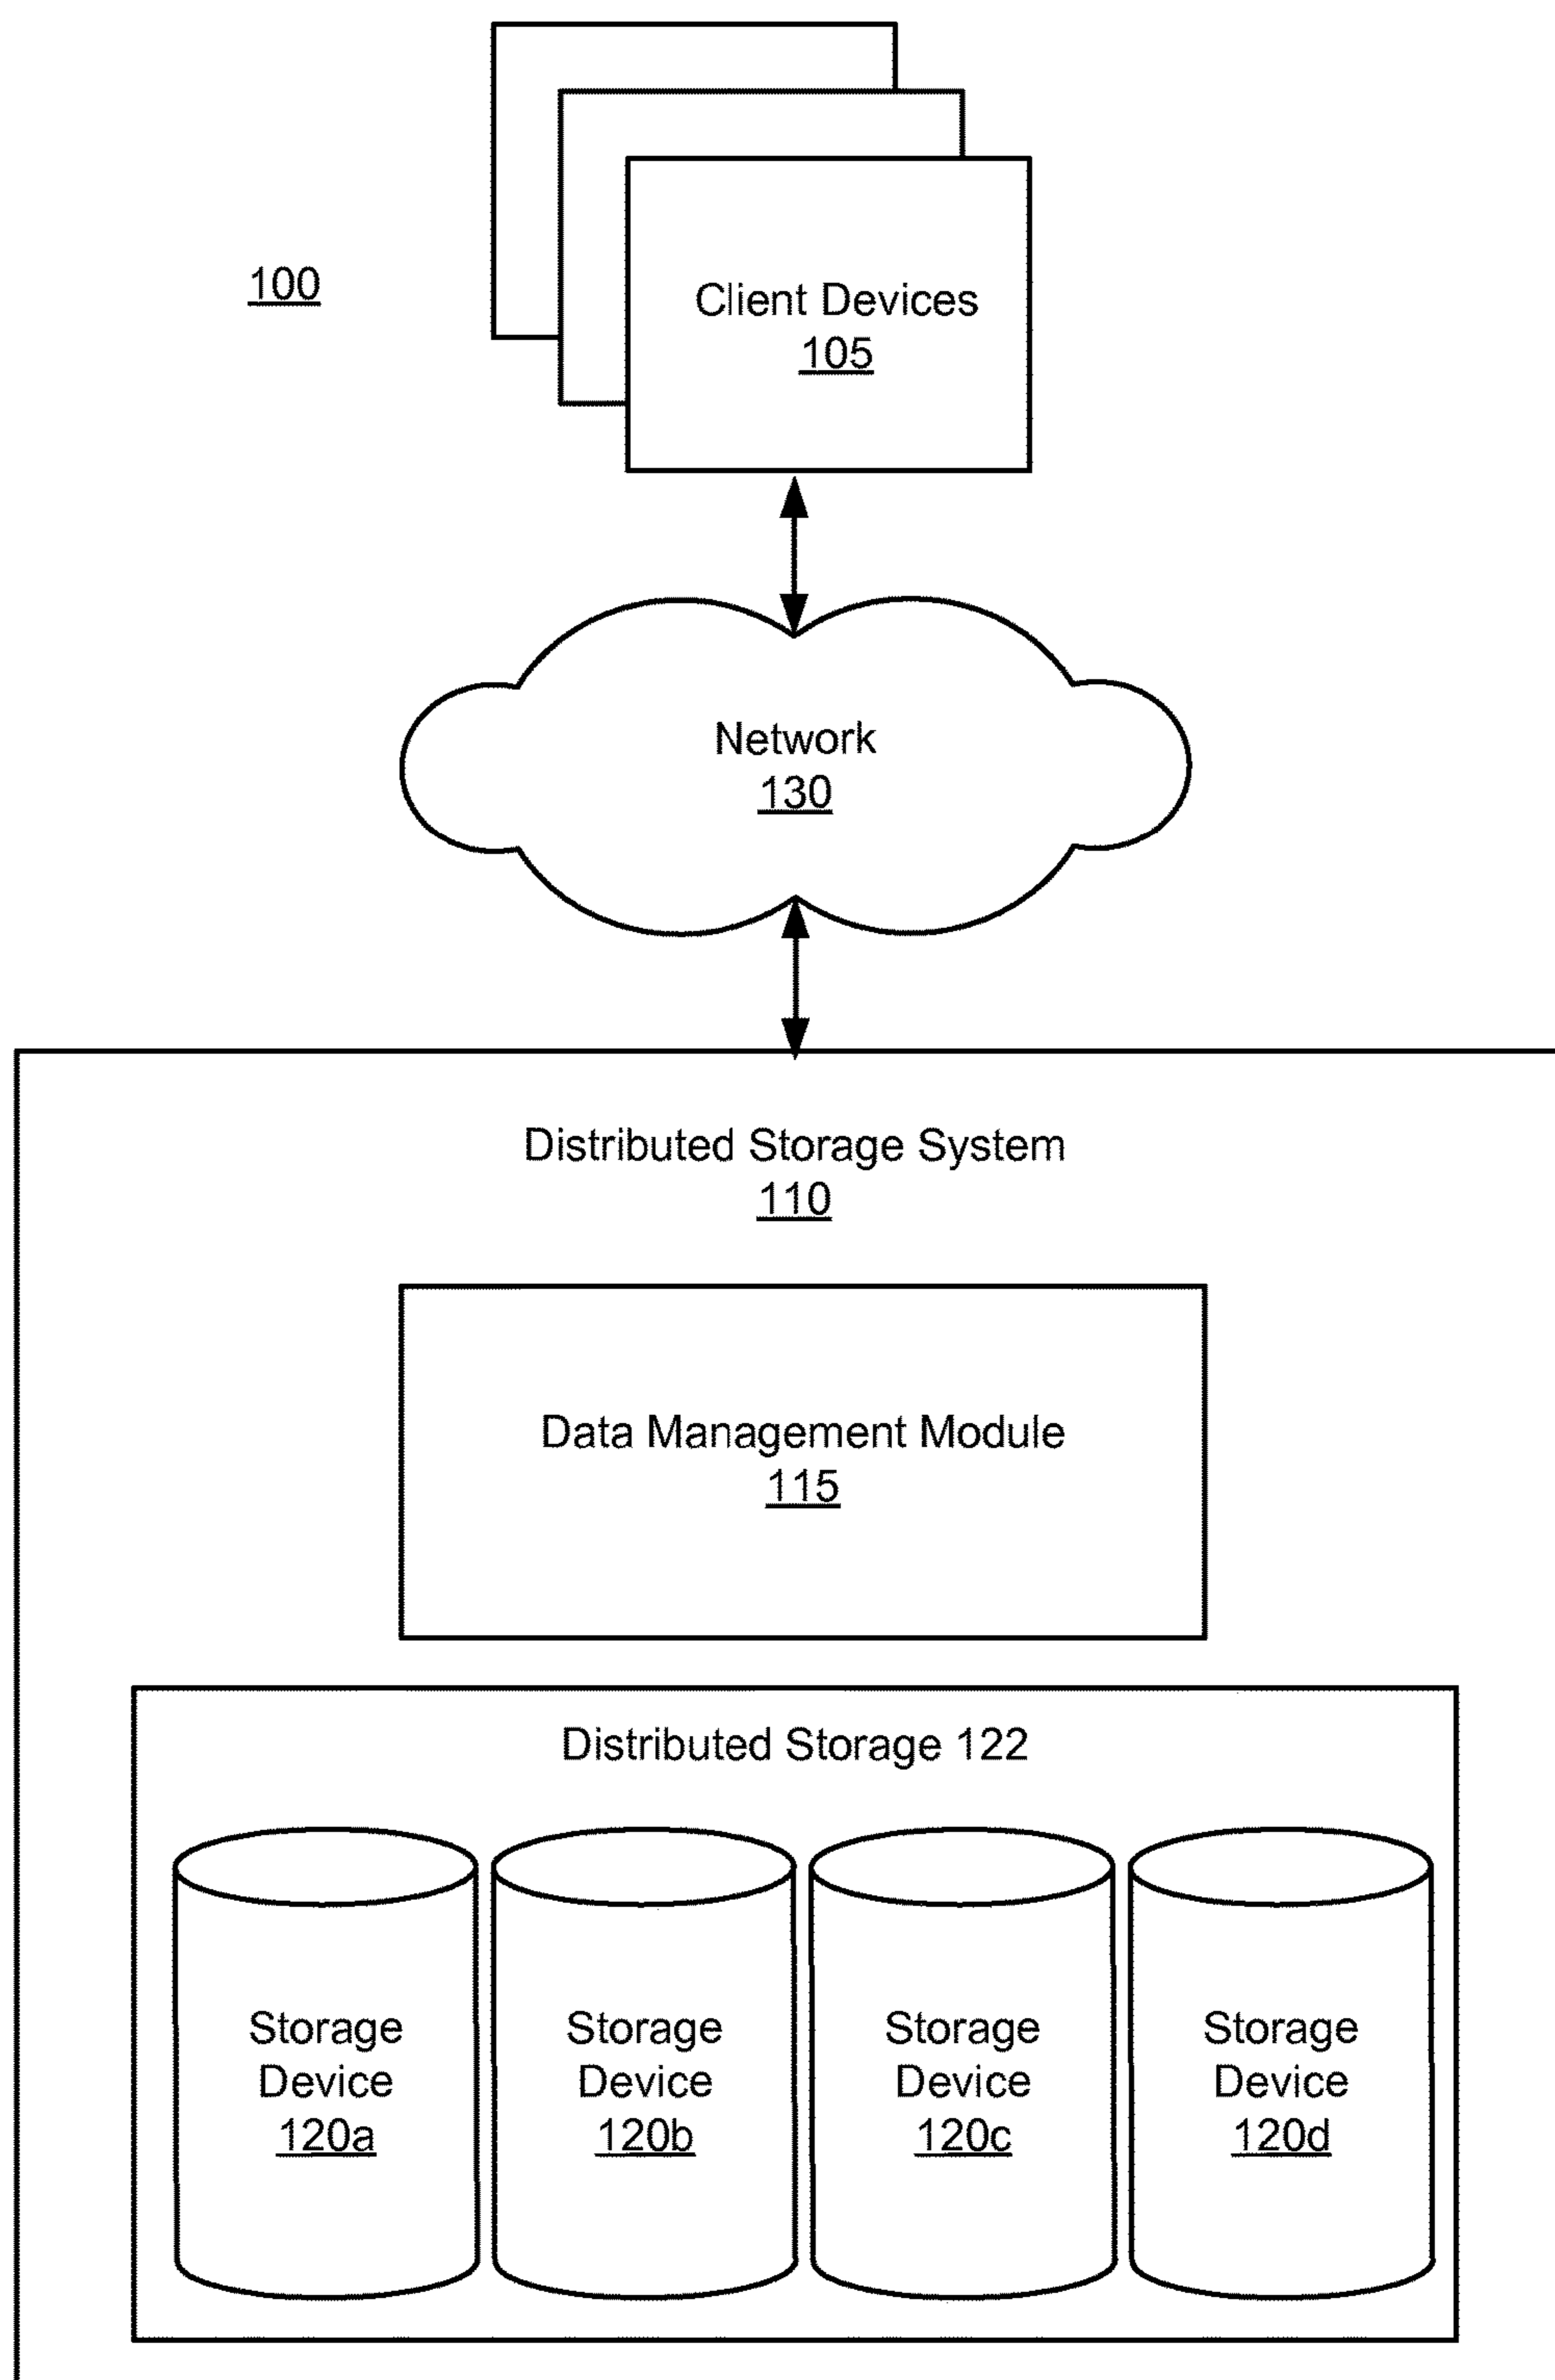 100
Client Devices
105
Network
130
Distributed Storage System
110
Data Management Module
115
Distributed Storage 122
Storage
Device
120a
Storage
Device
120b
Storage
Device
120c
Storage
Device
120d